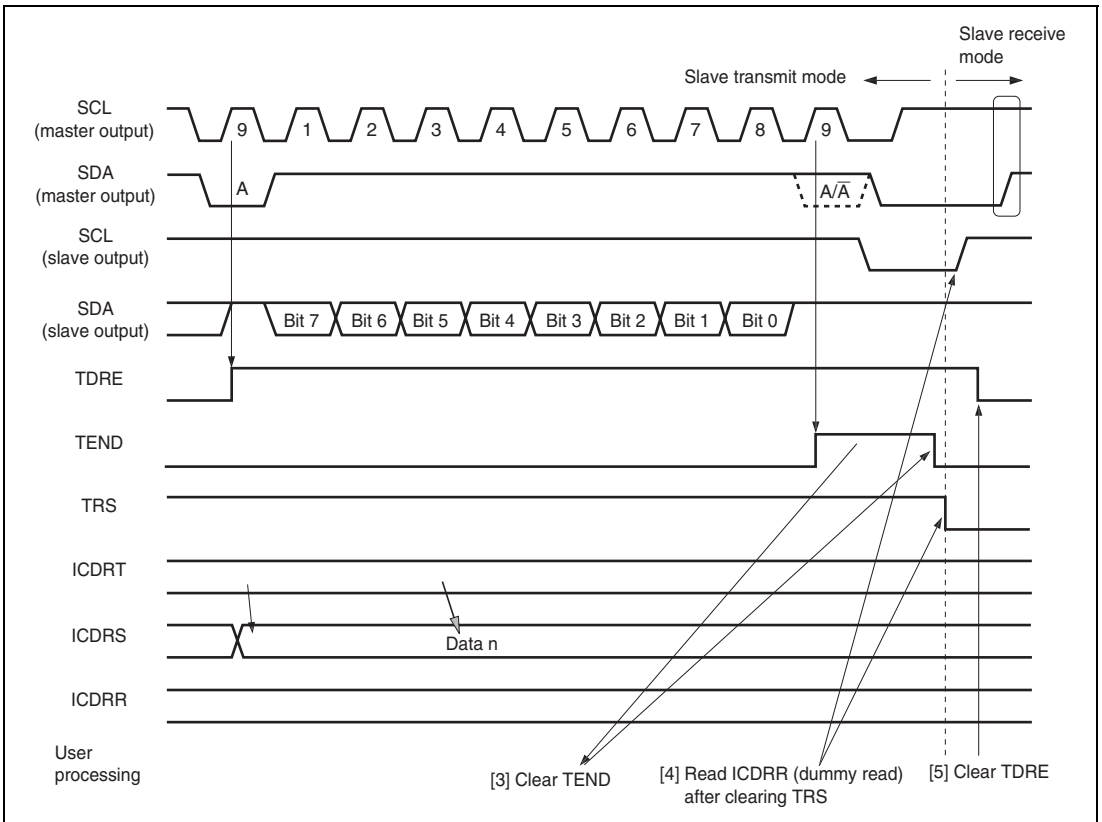 Slave receive
mode
Slave transmit mode
SCL
(master output)
9 1 2 3 4 5 6 7 8 9
SDA
(master output)
A A/A̅
SCL
(slave output)
SDA
(slave output)
Bit 7 Bit 6 Bit 5 Bit 4 Bit 3 Bit 2 Bit 1 Bit 0
TDRE
TEND
TRS
ICDRT
ICDRS
Data n
ICDRR
User
processing
[3] Clear TEND
[4] Read ICDRR (dummy read)
after clearing TRS
[5] Clear TDRE